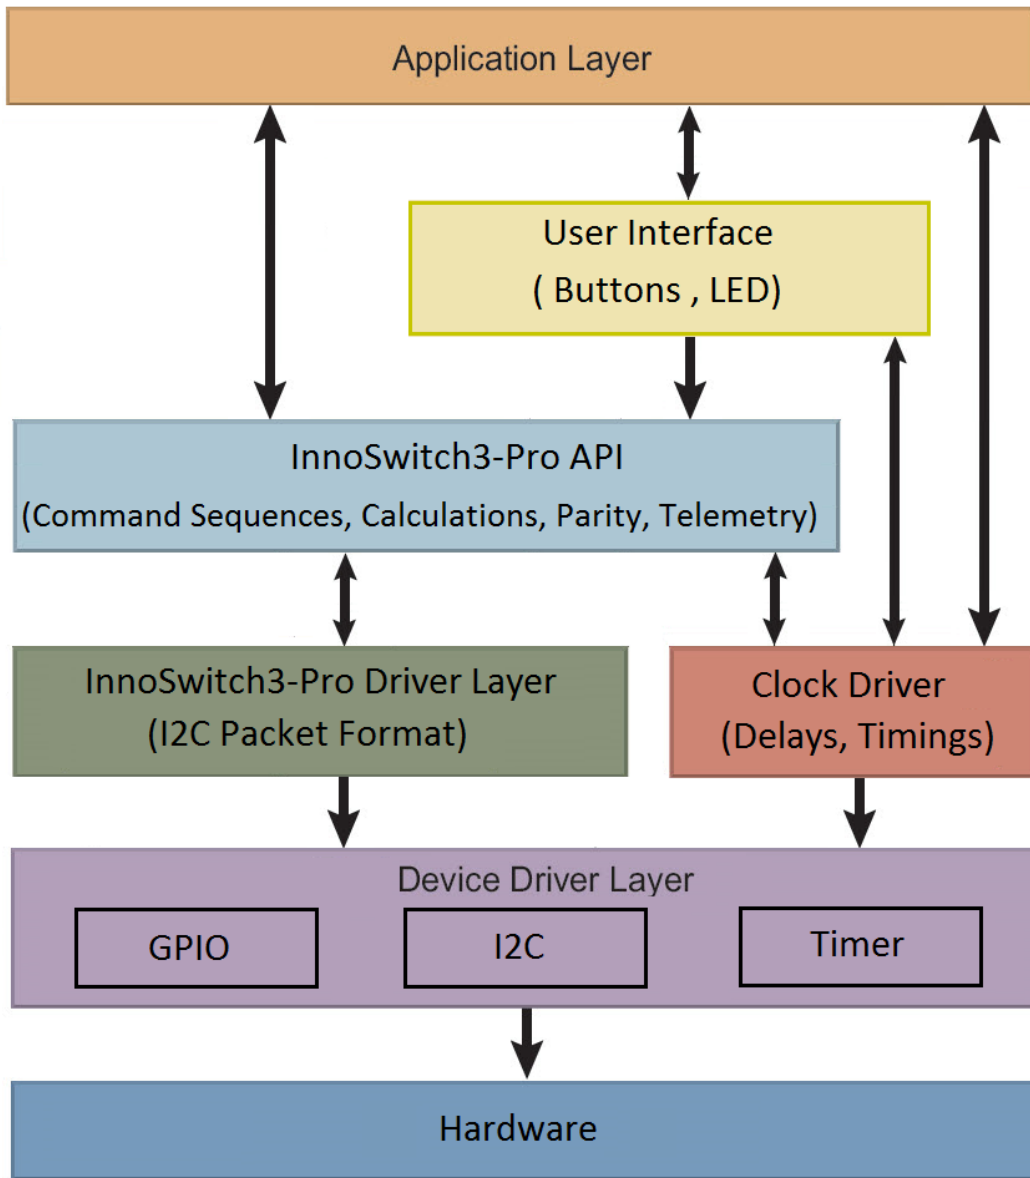 Application Layer
User Interface
( Buttons , LED)
InnoSwitch3-Pro API
(Command Sequences, Calculations, Parity, Telemetry)
InnoSwitch3-Pro Driver Layer
(I2C Packet Format)
Clock Driver
(Delays, Timings)
Device Driver Layer
GPIO
I2C
Timer
Hardware